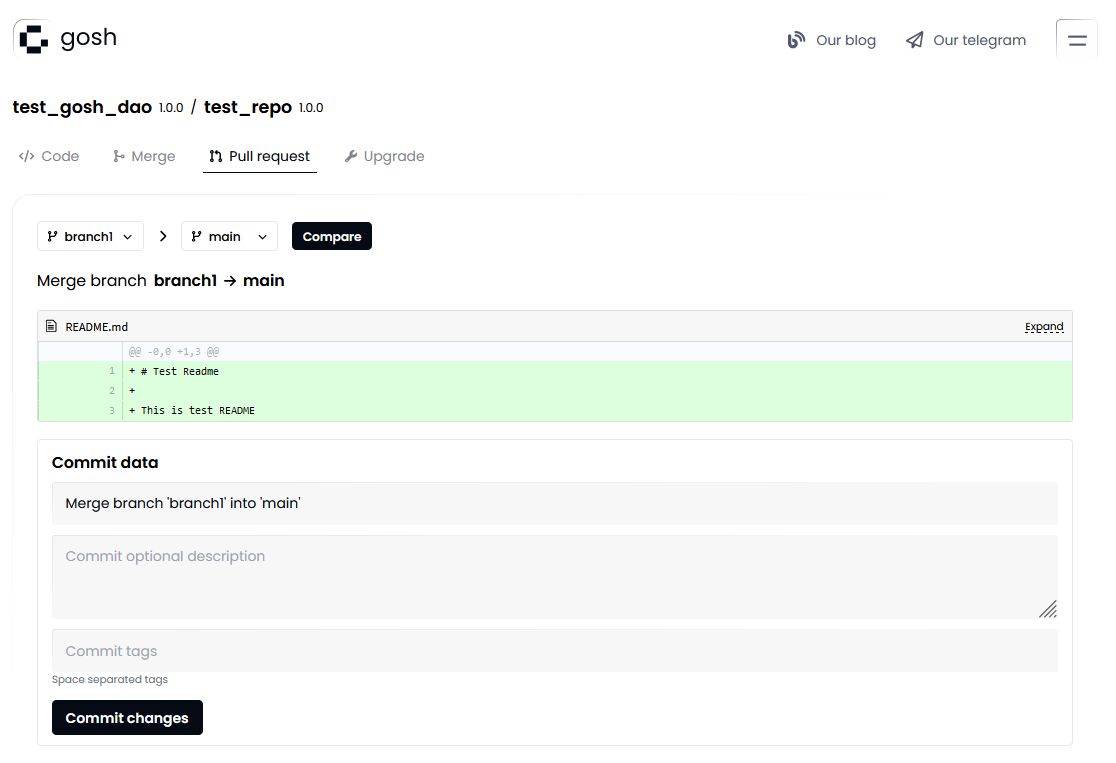 gosh
Our blog
Our telegram
test_gosh_dao 1.0.0 / test_repo 1.0.0
</> Code
Merge
Pull request
Upgrade
branch1
main
Compare
Merge branch branch1 → main
README.md
Expand
@@ -0,0 +1,3 @@
1 + # Test Readme
2 +
3 + This is test README
Commit data
Merge branch 'branch1' into 'main'
Commit optional description
Commit tags
Space separated tags
Commit changes